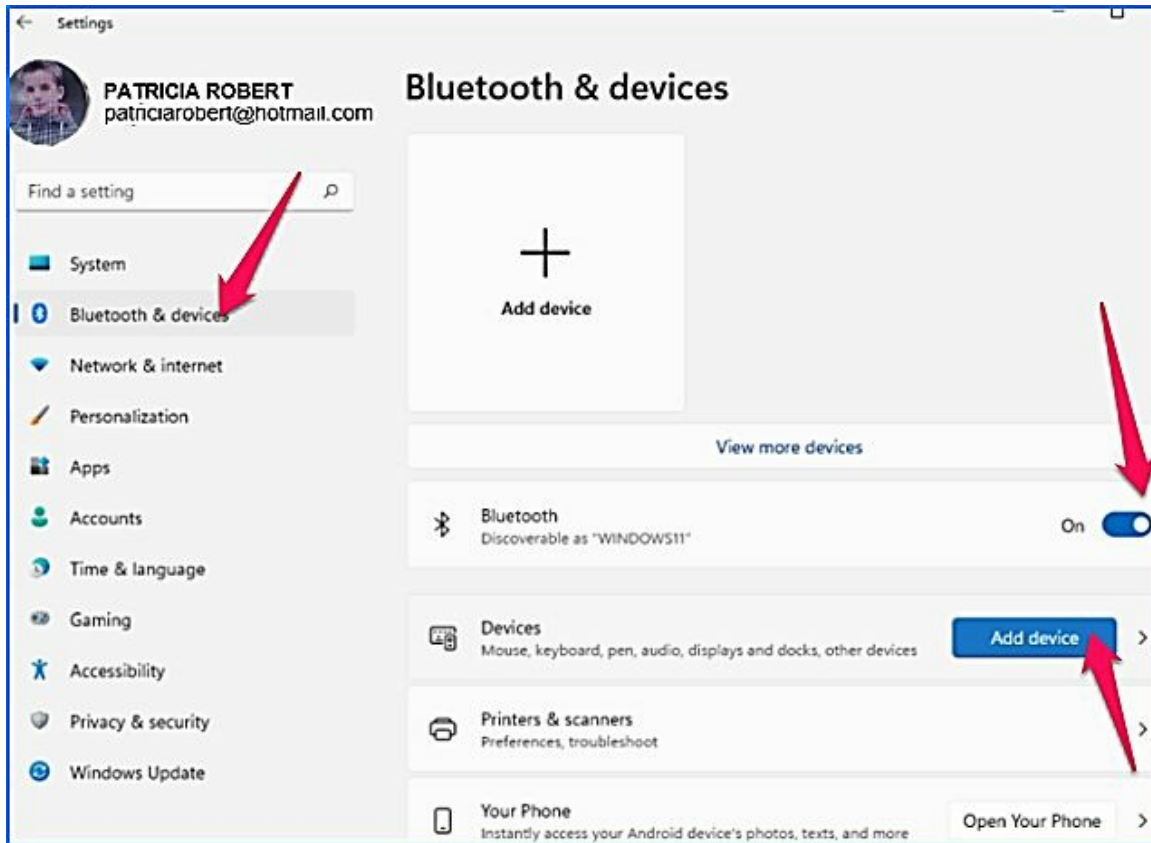 Settings
PATRICIA ROBERT
patriciarobert@hotmail.com
Find a setting
System
Bluetooth & devices
Network & internet
Personalization
Apps
Accounts
Time & language
Gaming
Accessibility
Privacy & security
Windows Update
Bluetooth & devices
Add device
View more devices
Bluetooth
Discoverable as "WINDOWS11"
On
Devices
Mouse, keyboard, pen, audio, displays and docks, other devices
Add device
Printers & scanners
Preferences, troubleshoot
Your Phone
Instantly access your Android device's photos, texts, and more
Open Your Phone